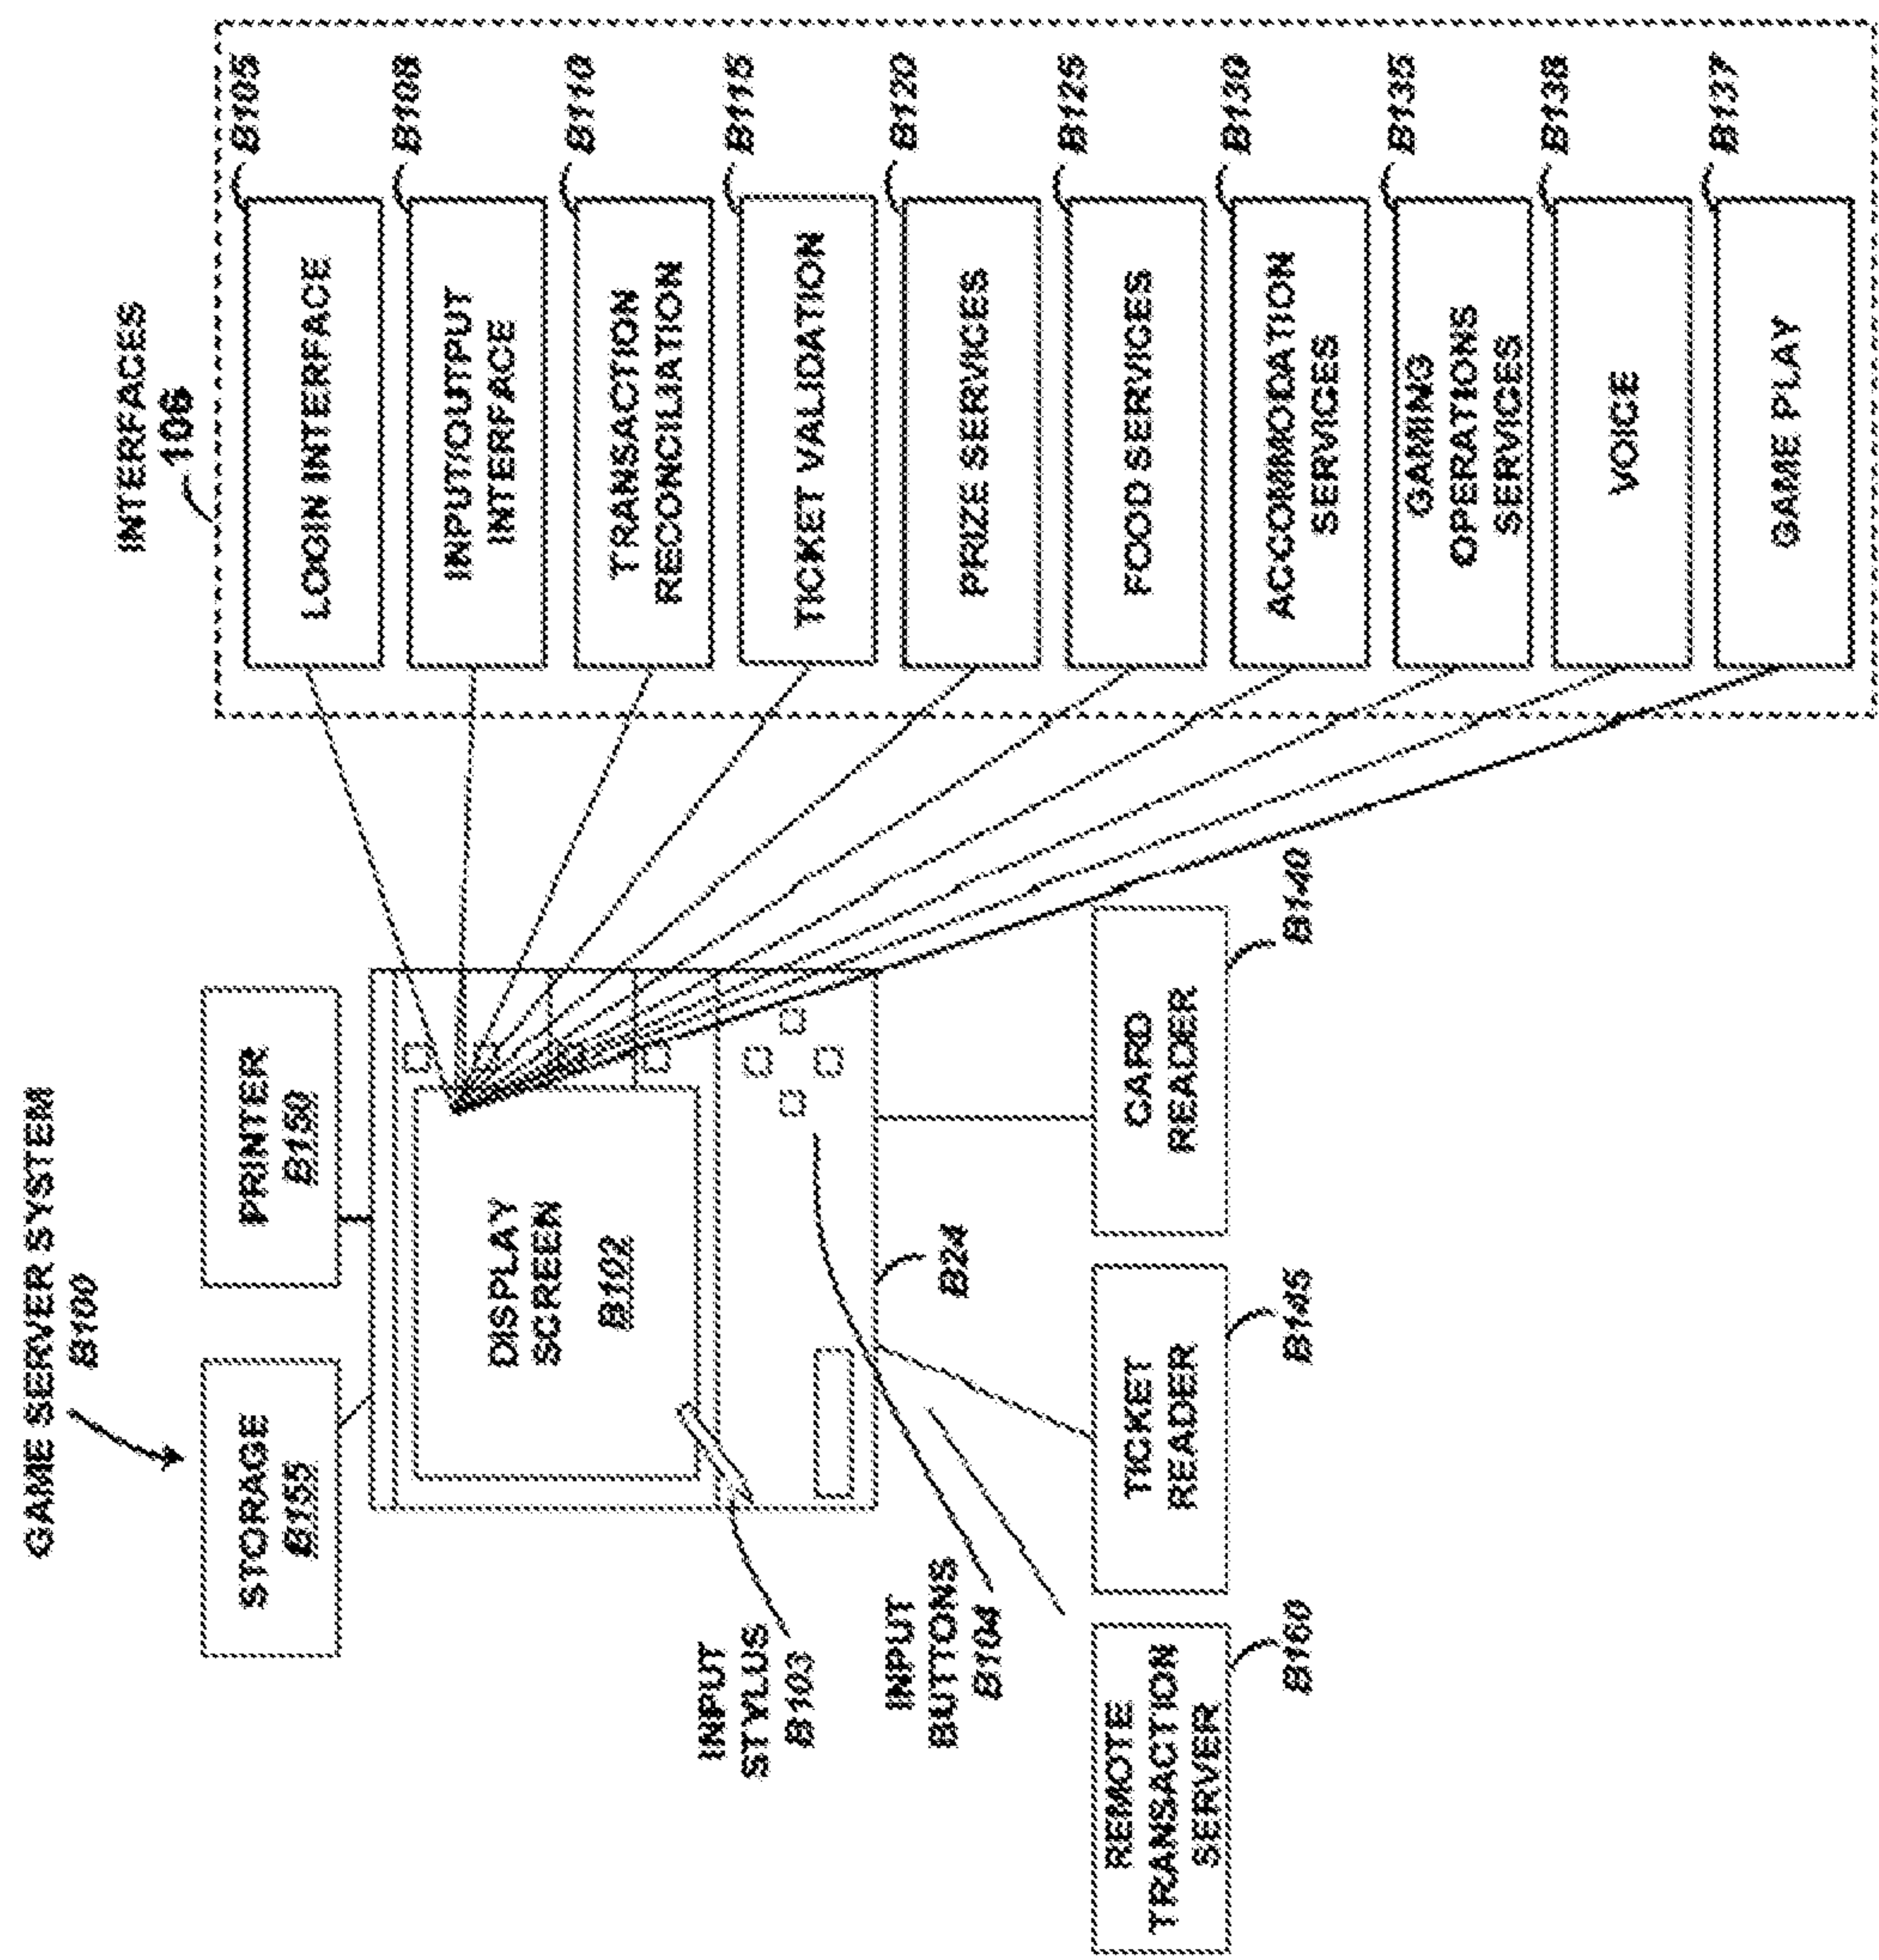 GAME SERVER SYSTEM
B100
STORAGE
B155
PRINTER
B150
DISPLAY
SCREEN
B102
INPUT
STYLUS
B103
INPUT
BUTTONS
B104
B24
REMOTE
TRANSACTION
SERVER
B160
TICKET
READER
B145
CARD
READER
B140
INTERFACES
106
LOGIN INTERFACE
B105
INPUT/OUTPUT
INTERFACE
B108
TRANSACTION
RECONCILIATION
B110
TICKET VALIDATION
B115
PRIZE SERVICES
B120
FOOD SERVICES
B125
ACCOMMODATION
SERVICES
B130
GAMING
OPERATIONS
SERVICES
B135
VOICE
B138
GAME PLAY
B137